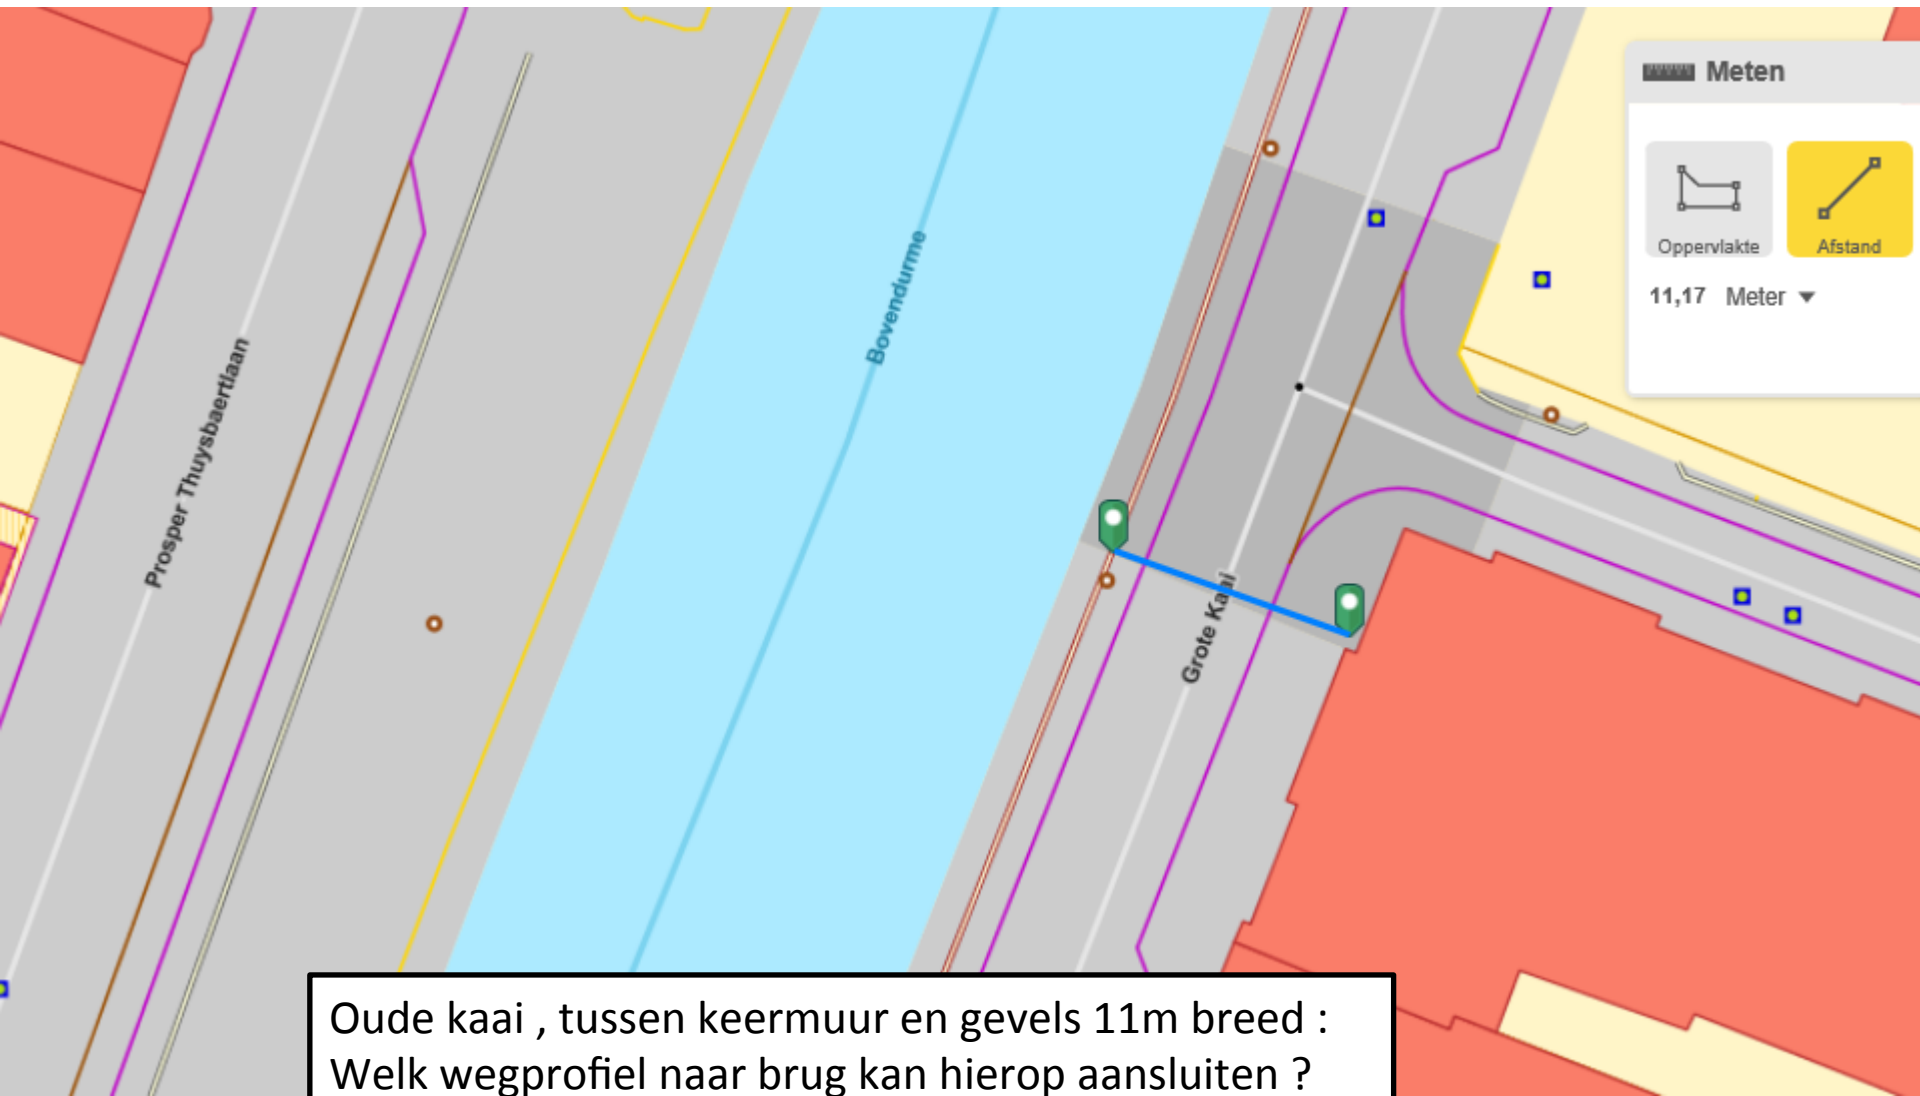 Meten
Oppervlakte
Afstand
11,17 Meter
Bovendurme
Prosper Thuysbaertlaan
Grote Kaai
Oude kaai , tussen keermuur en gevels 11m breed :
Welk wegprofiel naar brug kan hierop aansluiten ?